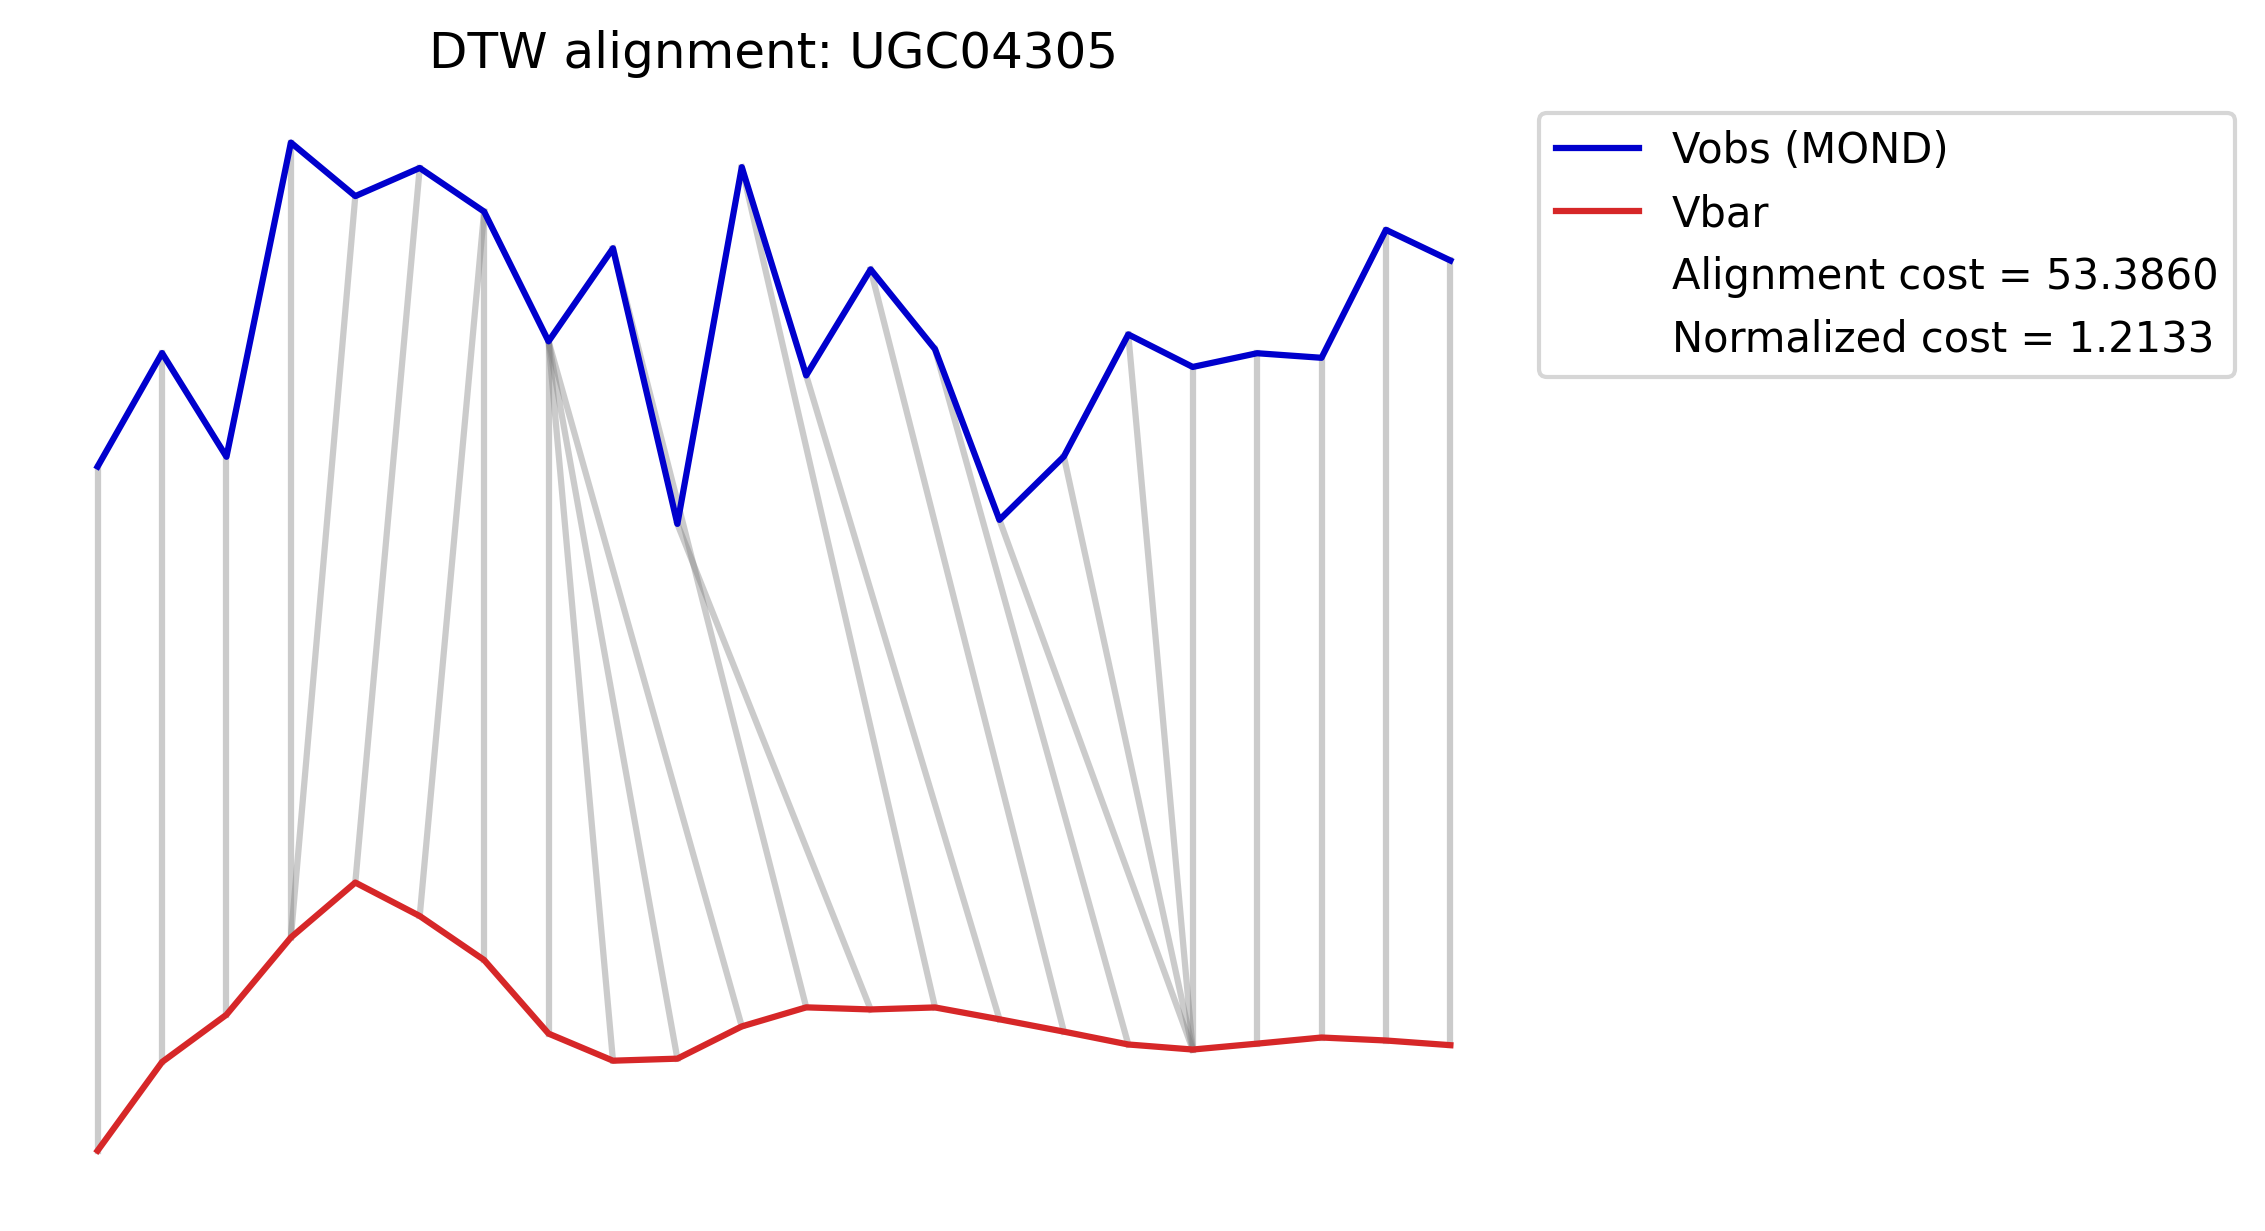 DTW alignment: UGC04305
Vobs (MOND)
Vbar
Alignment cost = 53.3860
Normalized cost = 1.2133